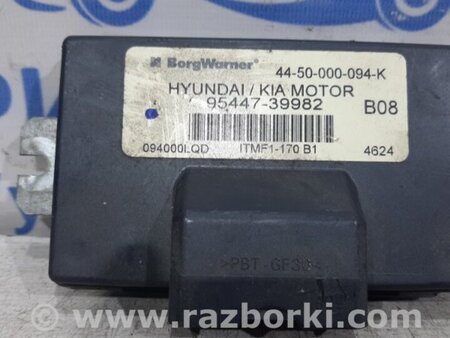 BorgWarner
44-50-000-094-K
HYUNDAI / KIA MOTOR
95447-39982
B08
094000LQD
ITMF1-170 B1
4624
>PBT-GF30<
www.razborki.com